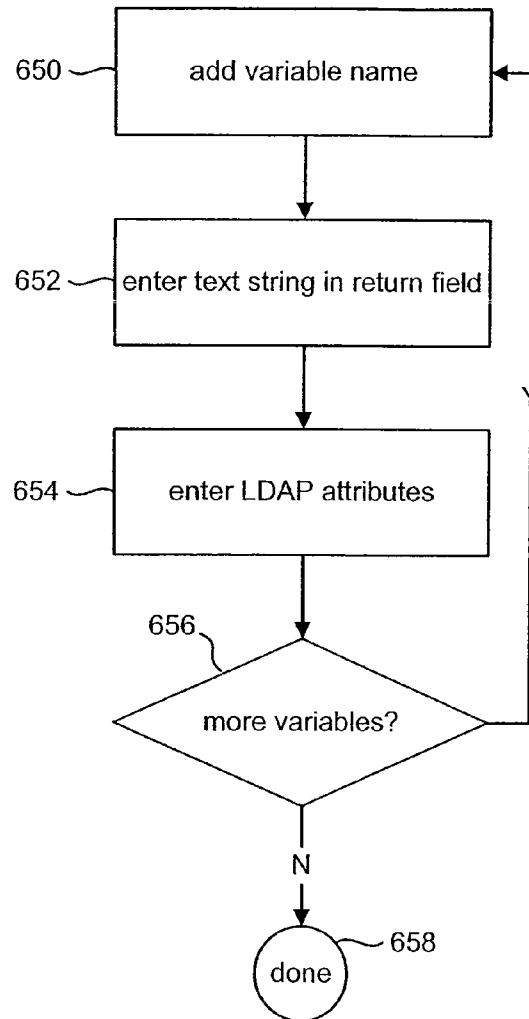 650
add variable name
652
enter text string in return field
654
enter LDAP attributes
656
more variables?
Y
N
658
done